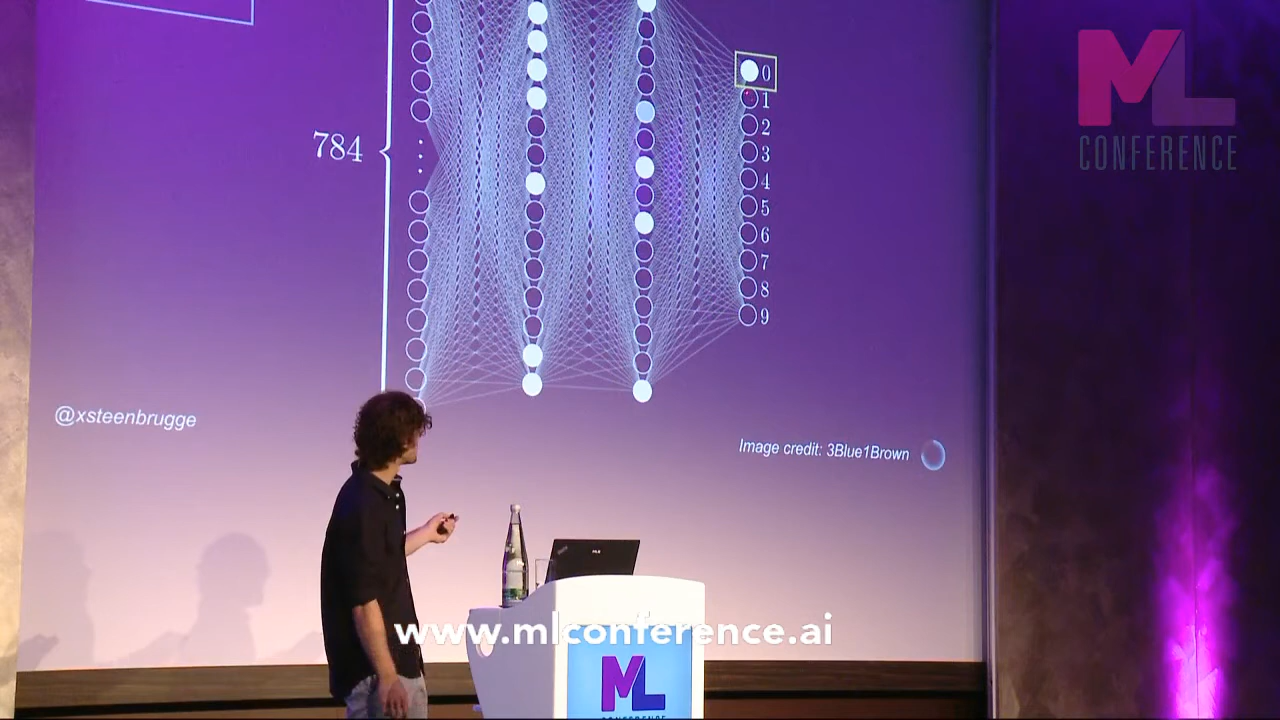 ML
CONFERENCE
784
0
1
2
3
4
5
6
7
8
9
@xsteenbrugge
Image credit: 3Blue1Brown
www.mlconference.ai
ML
CONFERENCE